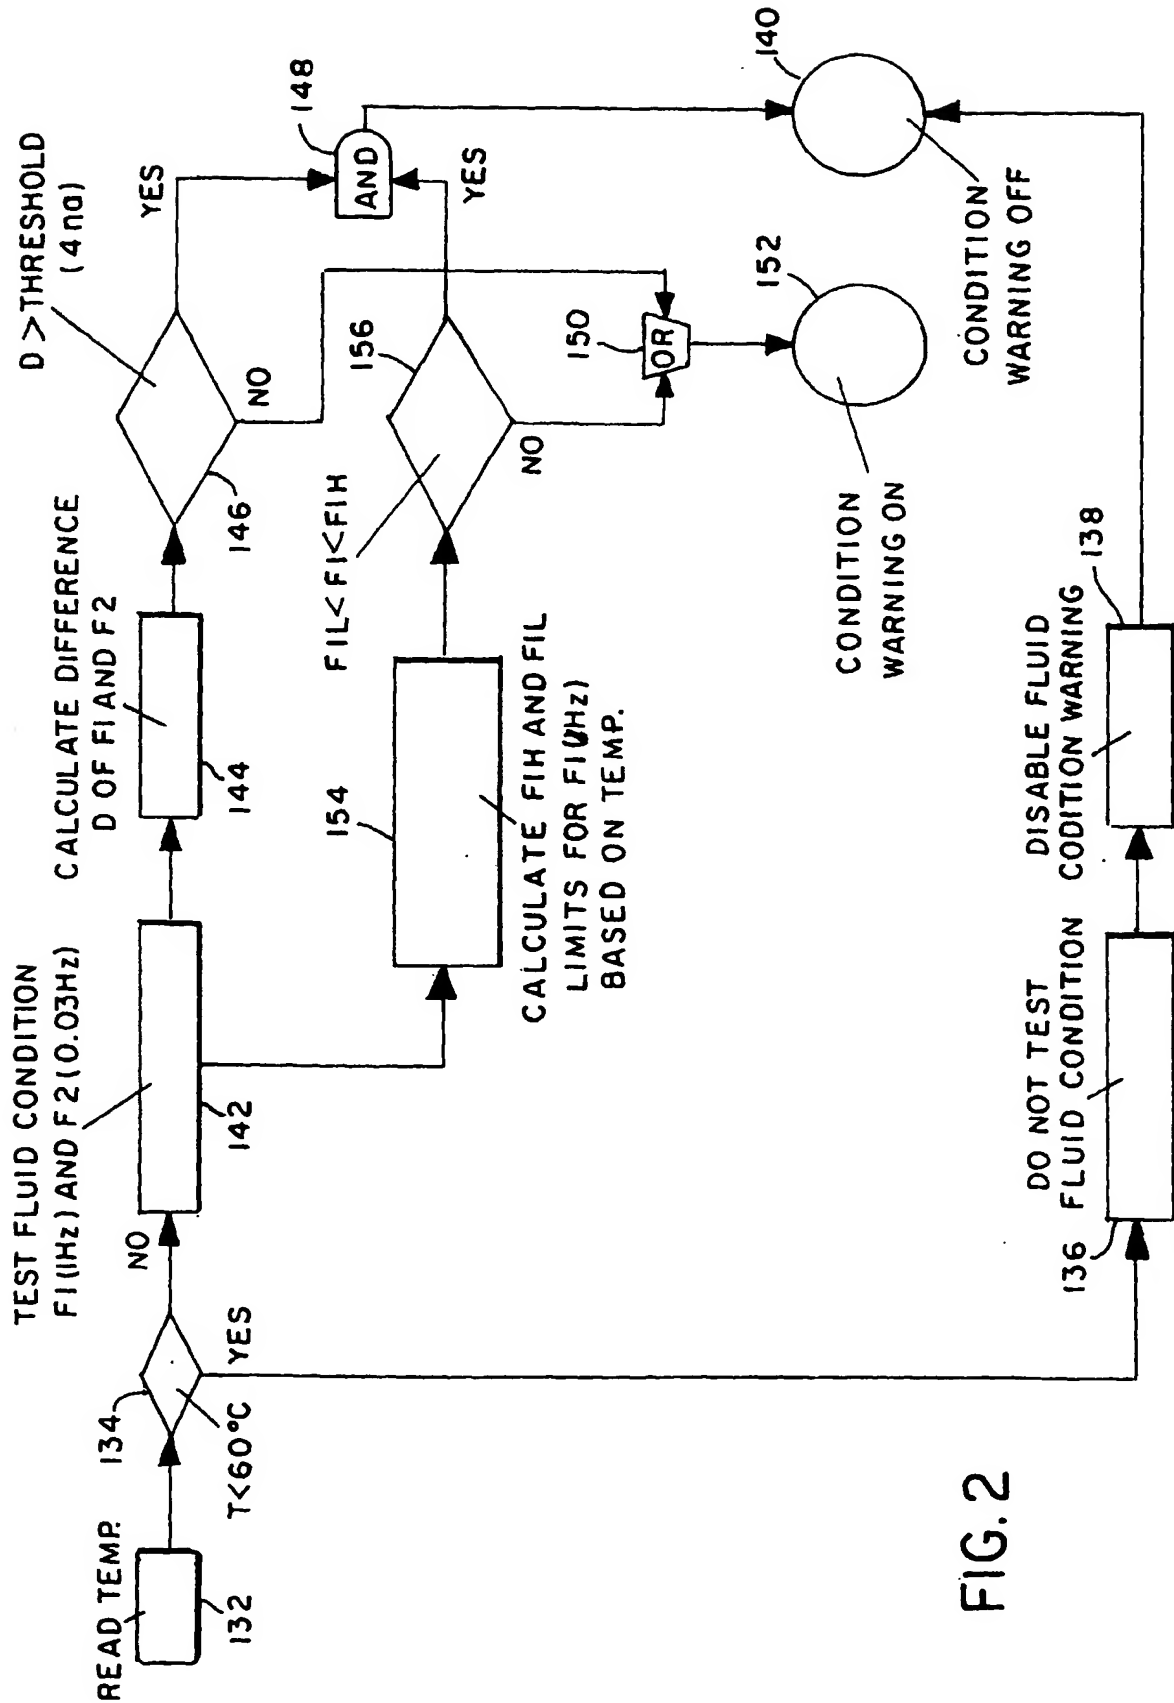 READ TEMP.
132
134
T<60°C
NO
YES
TEST FLUID CONDITION
F1(1Hz) AND F2(0.03Hz)
142
CALCULATE DIFFERENCE
D OF F1 AND F2
144
D>THRESHOLD
(4na)
146
YES
NO
148
AND
154
CALCULATE F1H AND F1L
LIMITS FOR F1(1Hz)
BASED ON TEMP.
F1L<F1<F1H
156
YES
NO
150
OR
152
CONDITION
WARNING ON
140
CONDITION
WARNING OFF
136
DO NOT TEST
FLUID CONDITION
DISABLE FLUID
CODITION WARNING
138
FIG. 2